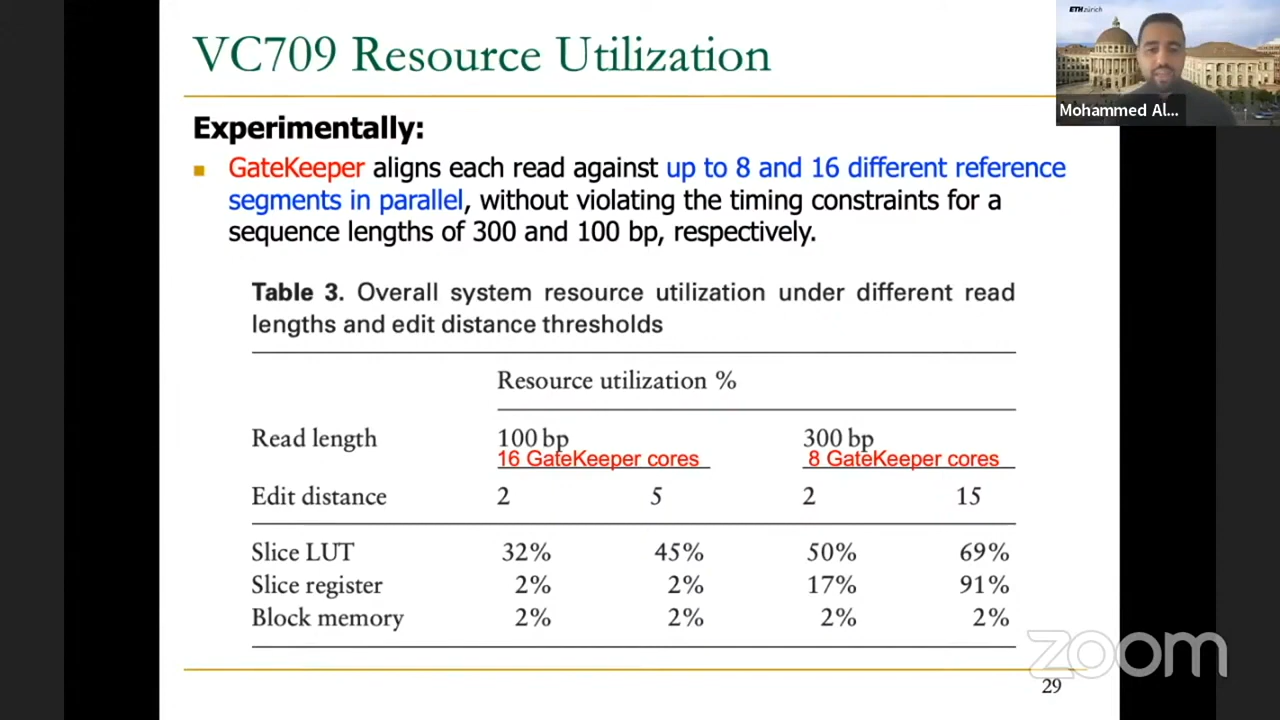 VC709 Resource Utilization
ETH zürich
Mohammed Al...
Experimentally:
GateKeeper aligns each read against up to 8 and 16 different reference
segments in parallel, without violating the timing constraints for a
sequence lengths of 300 and 100 bp, respectively.
Table 3. Overall system resource utilization under different read
lengths and edit distance thresholds
Resource utilization %
Read length 100 bp 300 bp
16 GateKeeper cores 8 GateKeeper cores
Edit distance 2 5 2 15
Slice LUT 32% 45% 50% 69%
Slice register 2% 2% 17% 91%
Block memory 2% 2% 2% 2%
zoom
29